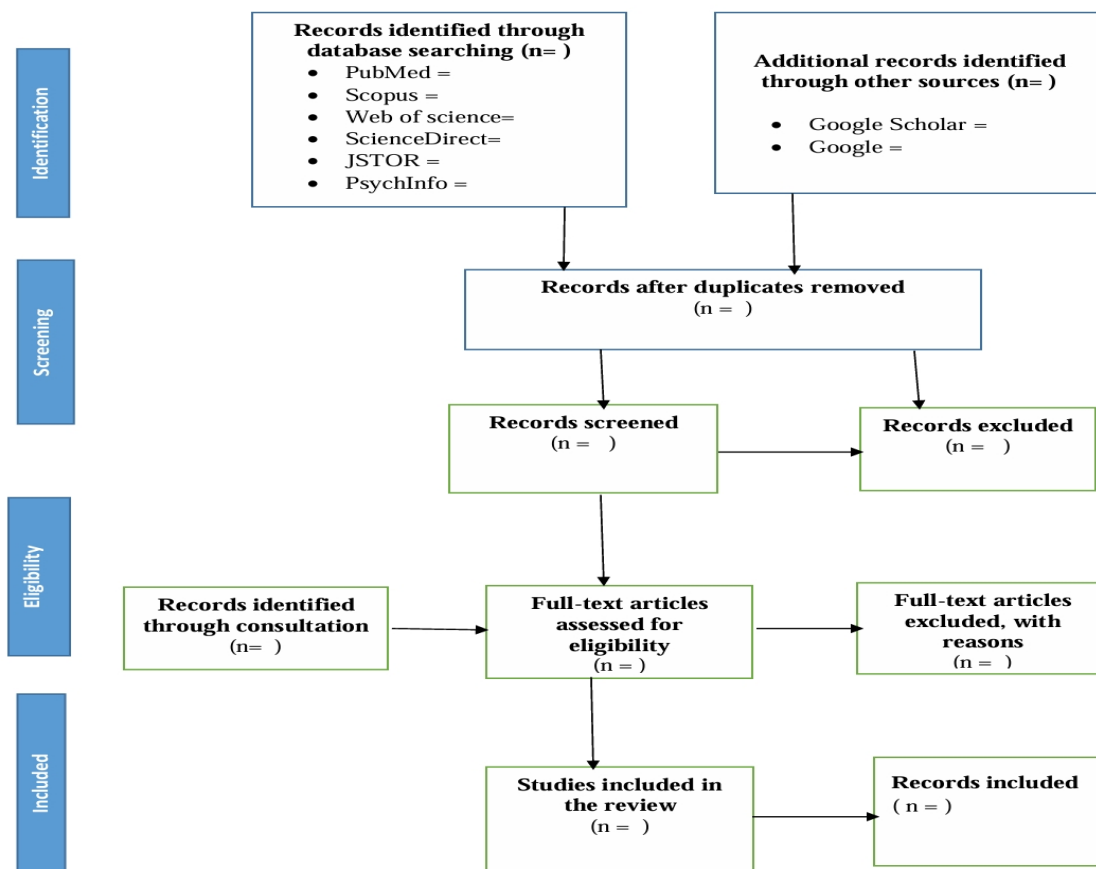 Identification
Records identified through
database searching (n= )
• PubMed =
• Scopus =
• Web of science=
• ScienceDirect=
• JSTOR =
• PsychInfo =
Additional records identified
through other sources (n= )
• Google Scholar =
• Google =
Screening
Records after duplicates removed
(n = )
Records screened
(n = )
Records excluded
(n = )
Eligibility
Records identified
through consultation
(n= )
Full-text articles
assessed for
eligibility
(n = )
Full-text articles
excluded, with
reasons
(n = )
Included
Studies included in
the review
(n = )
Records included
( n = )